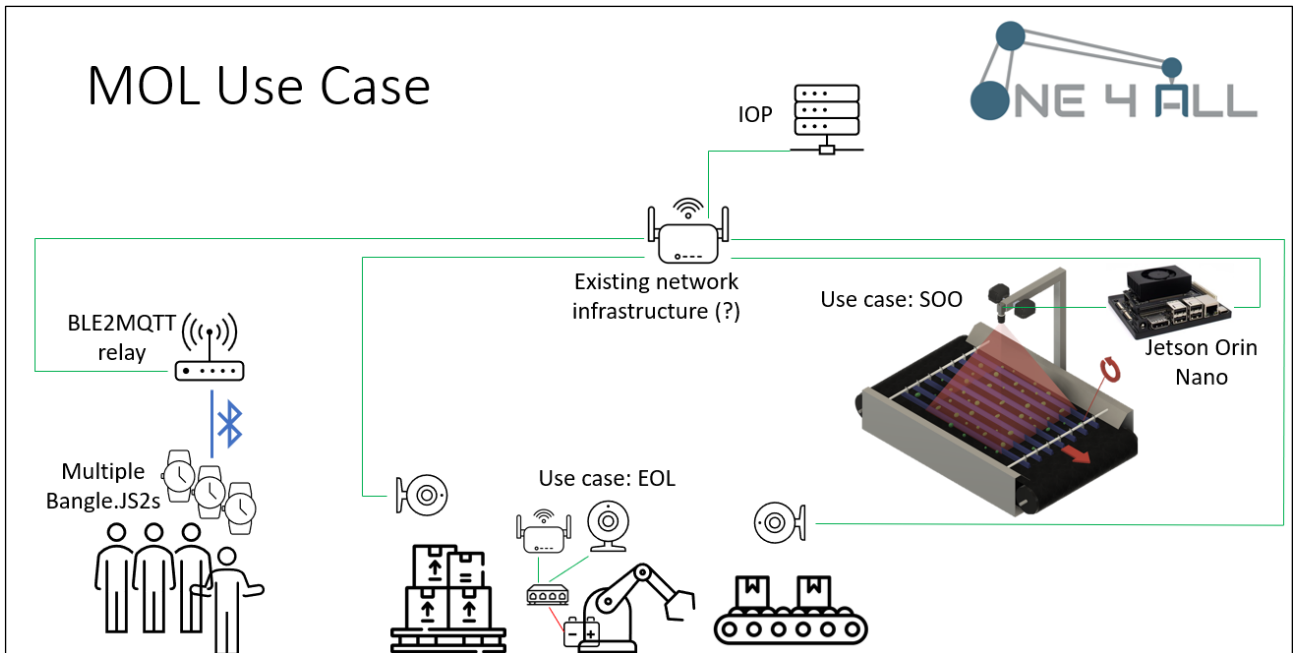 MOL Use Case
ONE 4 ALL
IOP
Existing network
infrastructure (?)
Use case: SOO
BLE2MQTT
relay
Jetson Orin
Nano
Multiple
Bangle.JS2s
Use case: EOL